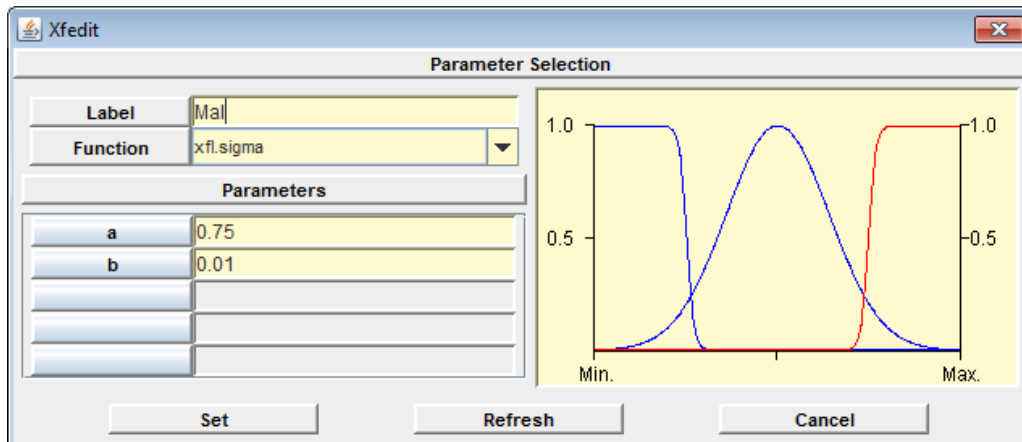 Xfedit
Parameter Selection
Label Mal
Function xfl.sigma
Parameters
a 0.75
b 0.01
1.0 1.0
0.5 0.5
Min. Max.
Set Refresh Cancel